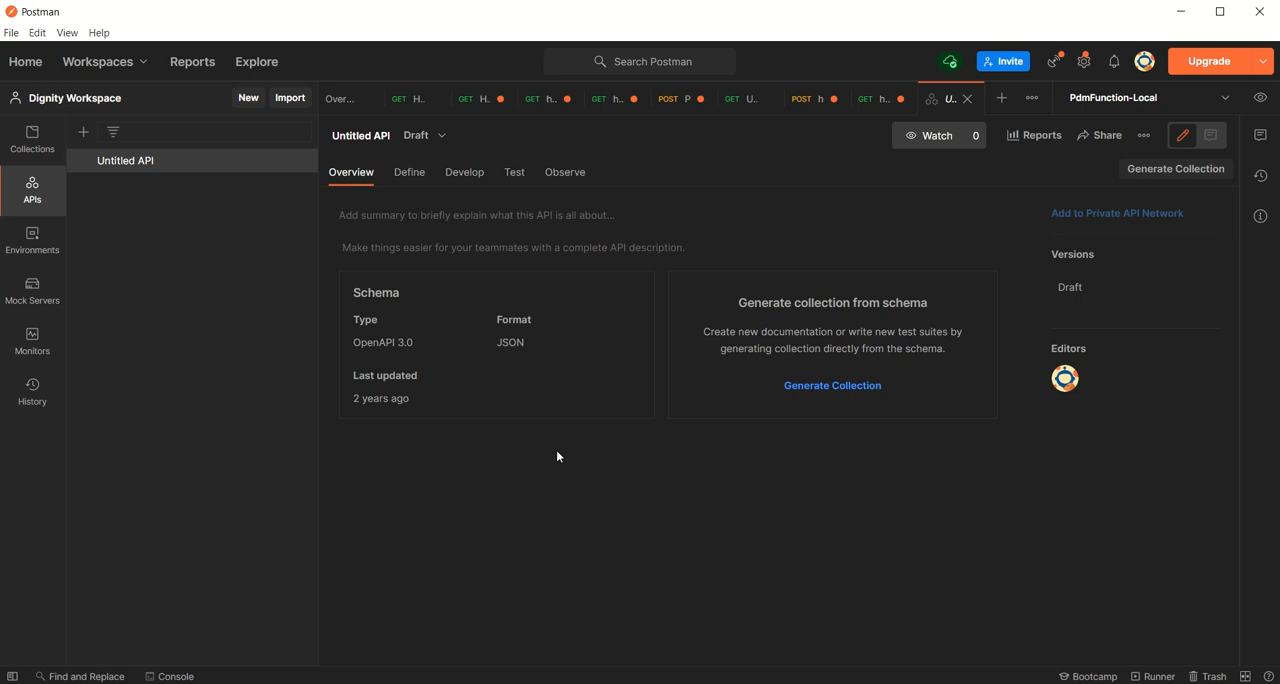 Postman
File Edit View Help
Home Workspaces Reports Explore Search Postman Invite Upgrade
Dignity Workspace New Import Over... GET H.. GET H. GET h.. GET h.. POST P GET U.. POST h GET h.. U.. PdmFunction-Local
Collections
APIs
Environments
Mock Servers
Monitors
History
Untitled API
Untitled API Draft Watch 0 Reports Share
Overview Define Develop Test Observe Generate Collection
Add summary to briefly explain what this API is all about...
Make things easier for your teammates with a complete API description.
Schema
Type Format
OpenAPI 3.0 JSON
Last updated
2 years ago
Generate collection from schema
Create new documentation or write new test suites by
generating collection directly from the schema.
Generate Collection
Add to Private API Network
Versions
Draft
Editors
Find and Replace Console Bootcamp Runner Trash